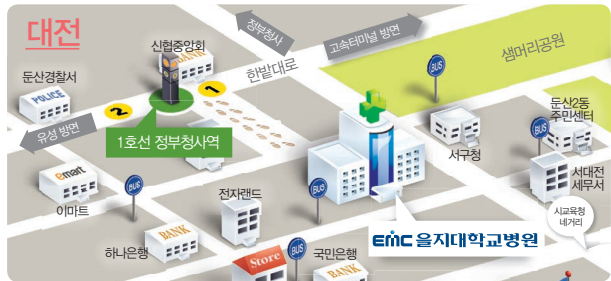 대전
정부청사
고속터미널 방면
샘머리공원
신협중앙회
BANK
한밭대로
BUS
둔산경찰서
POLICE
2
1
둔산2동
주민센터
유성 방면
1호선 정부청사역
서구청
BUS
서대전
세무서
emart
이마트
BUS
전자랜드
BUS
시교육청
네거리
EMC 을지대학교병원
BANK
하나은행
BUS
국민은행
Store
BANK